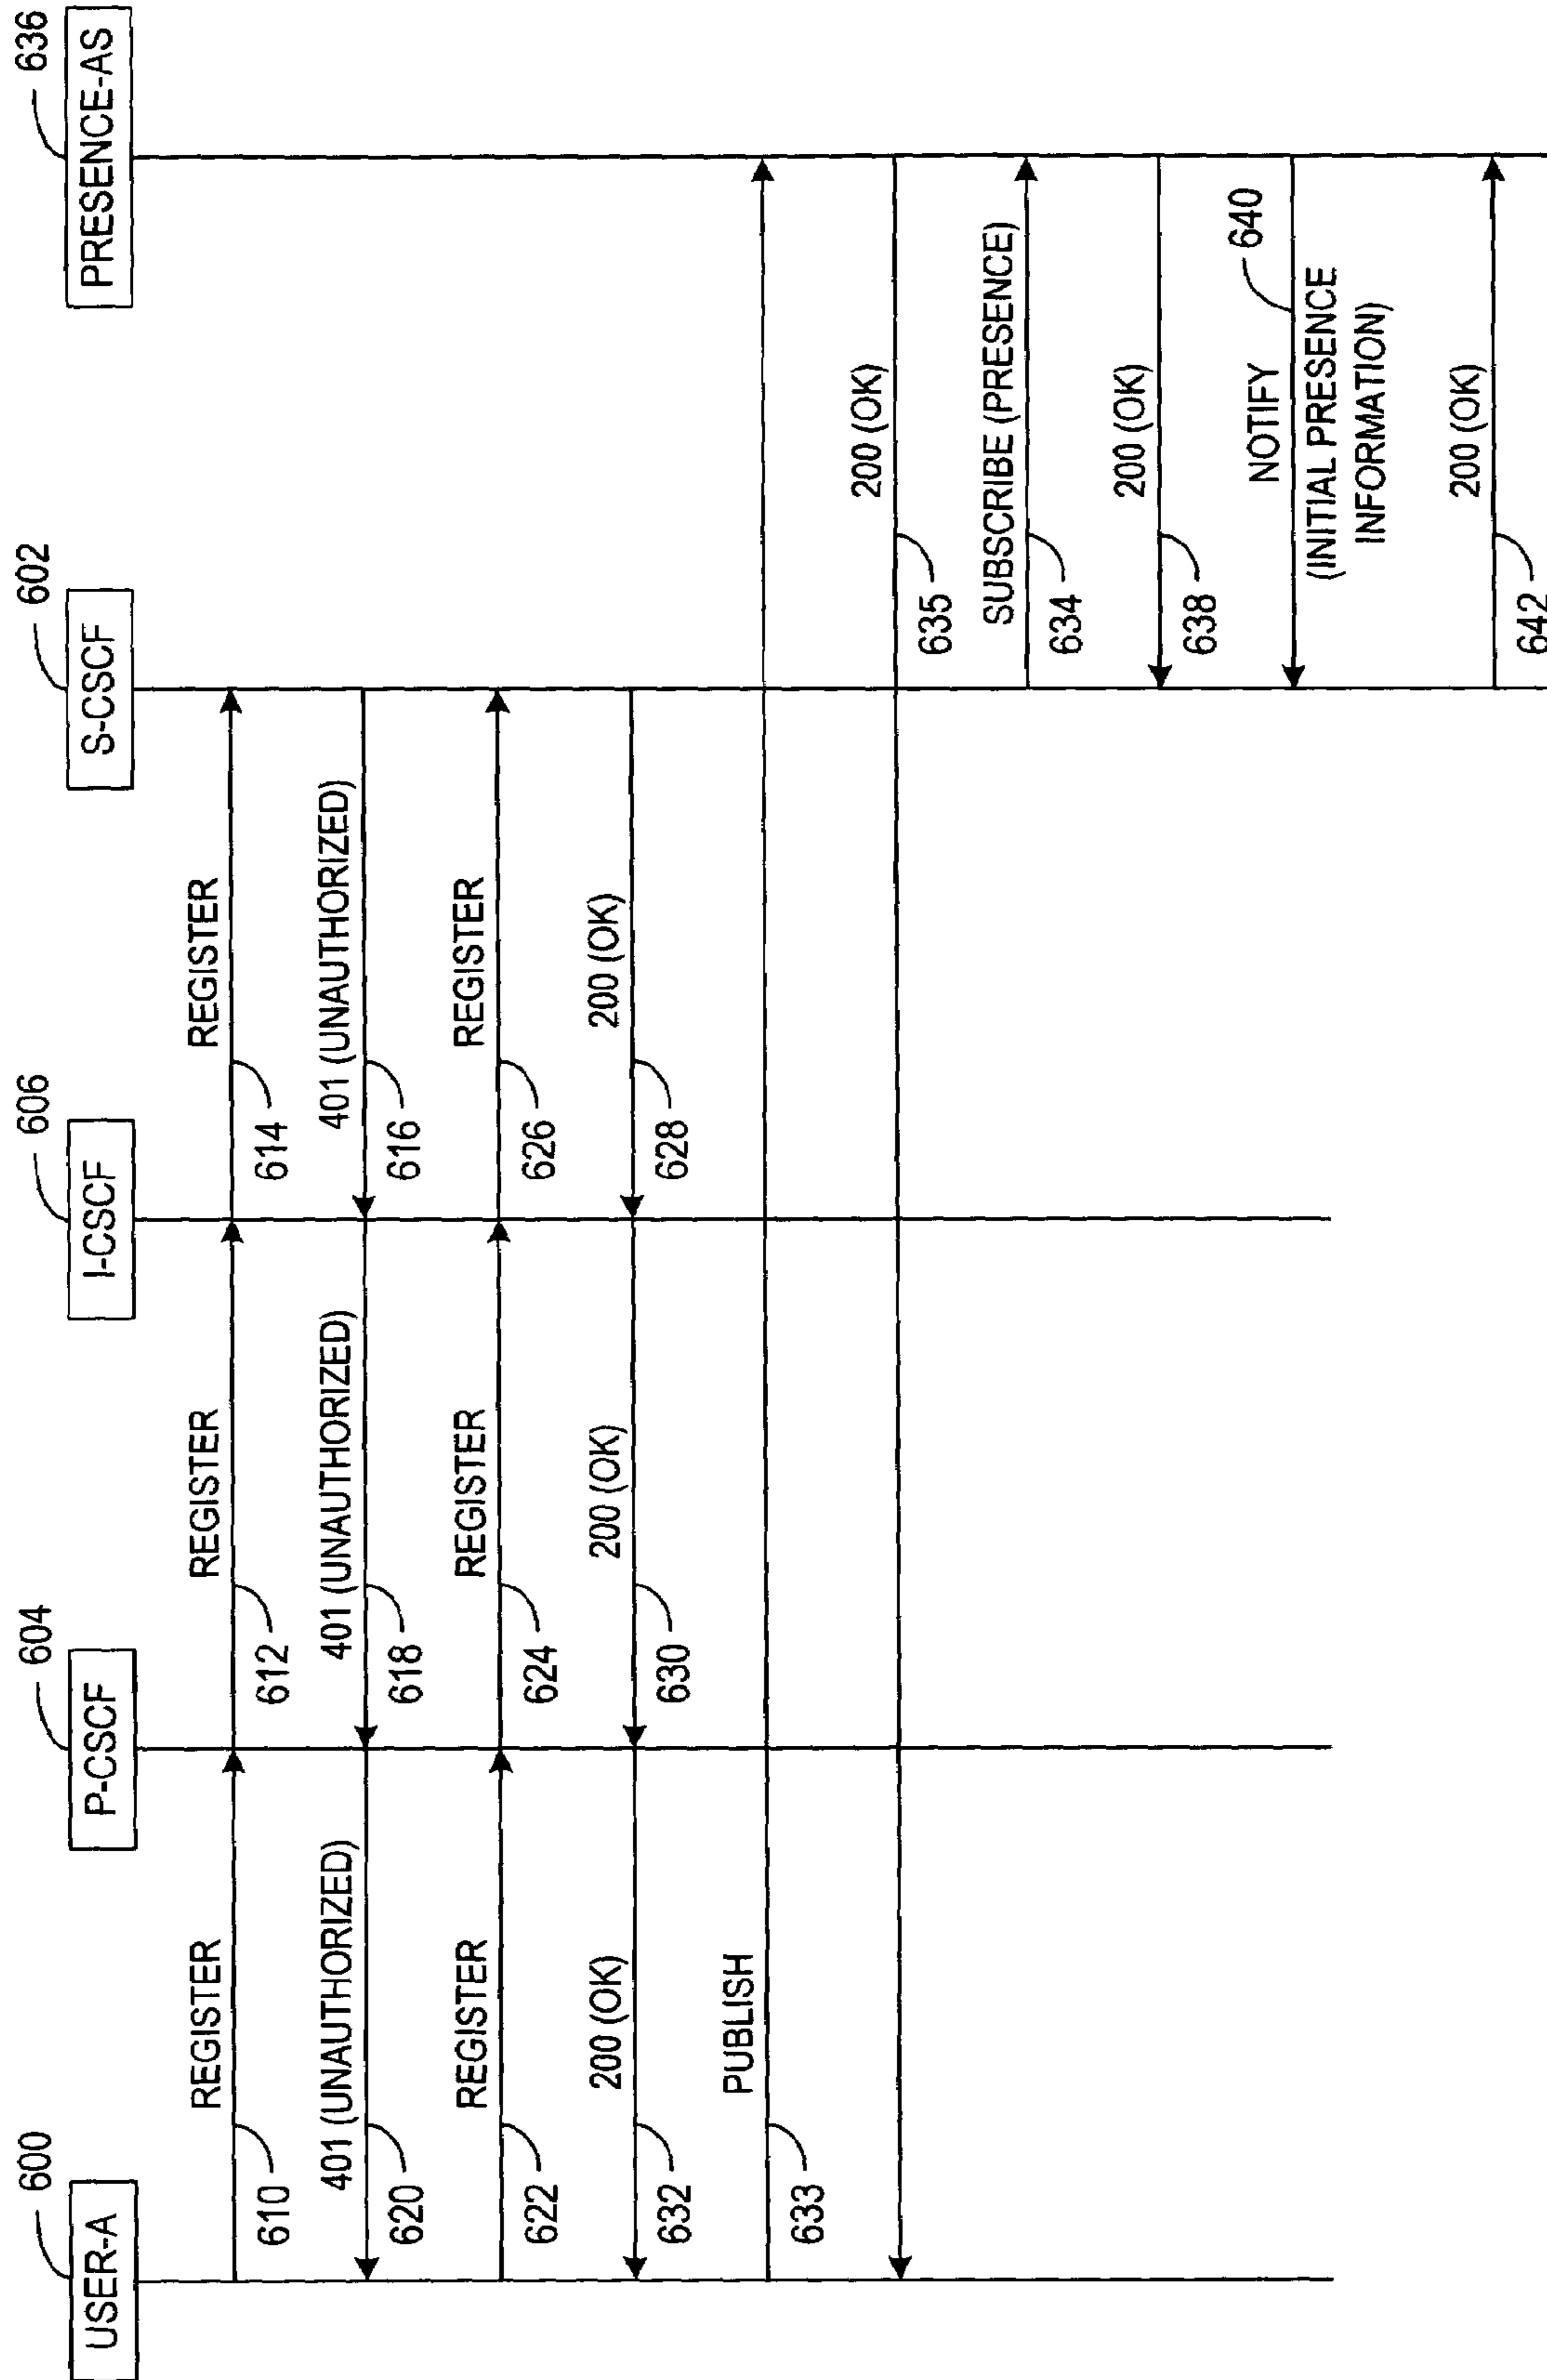 USER-A
600
P-CSCF
604
I-CSCF
606
S-CSCF
602
PRESENCE-AS
636
REGISTER
610
REGISTER
612
REGISTER
614
401 (UNAUTHORIZED)
616
401 (UNAUTHORIZED)
618
401 (UNAUTHORIZED)
620
REGISTER
622
REGISTER
624
REGISTER
626
200 (OK)
628
200 (OK)
630
200 (OK)
632
PUBLISH
633
200 (OK)
635
SUBSCRIBE (PRESENCE)
634
200 (OK)
638
NOTIFY
640
(INITIAL PRESENCE
INFORMATION)
200 (OK)
642